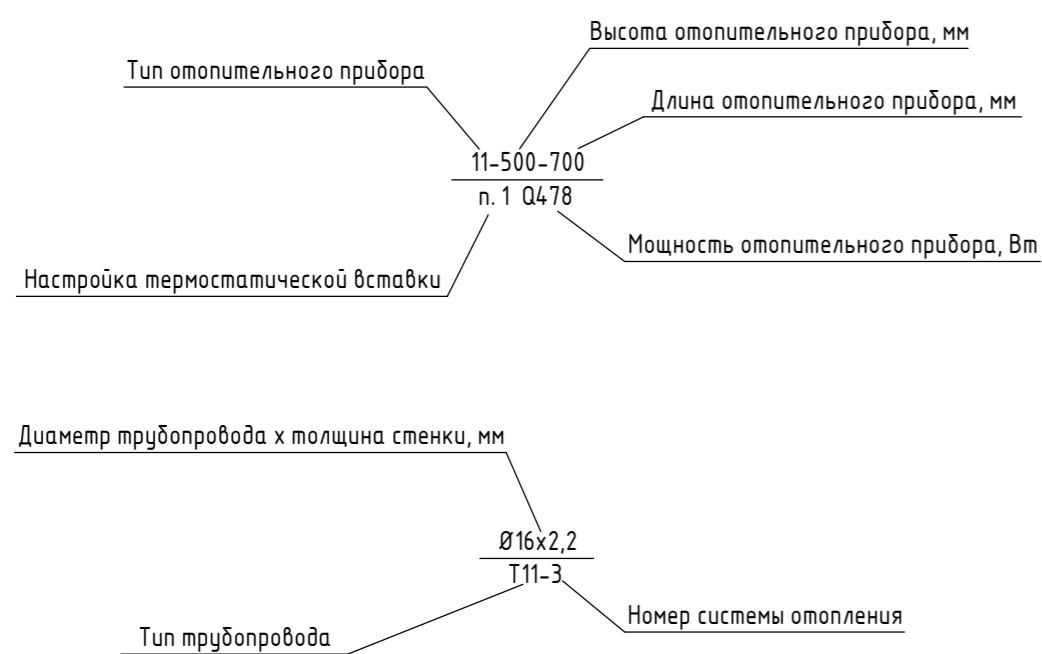 Высота отопительного прибора, мм
Тип отопительного прибора
Длина отопительного прибора, мм
11-500-700
п. 1 Q478
Мощность отопительного прибора, Вт
Настройка термостатической вставки
Диаметр трубопровода х толщина стенки, мм
Ø16х2,2
Т11-3
Номер системы отопления
Тип трубопровода